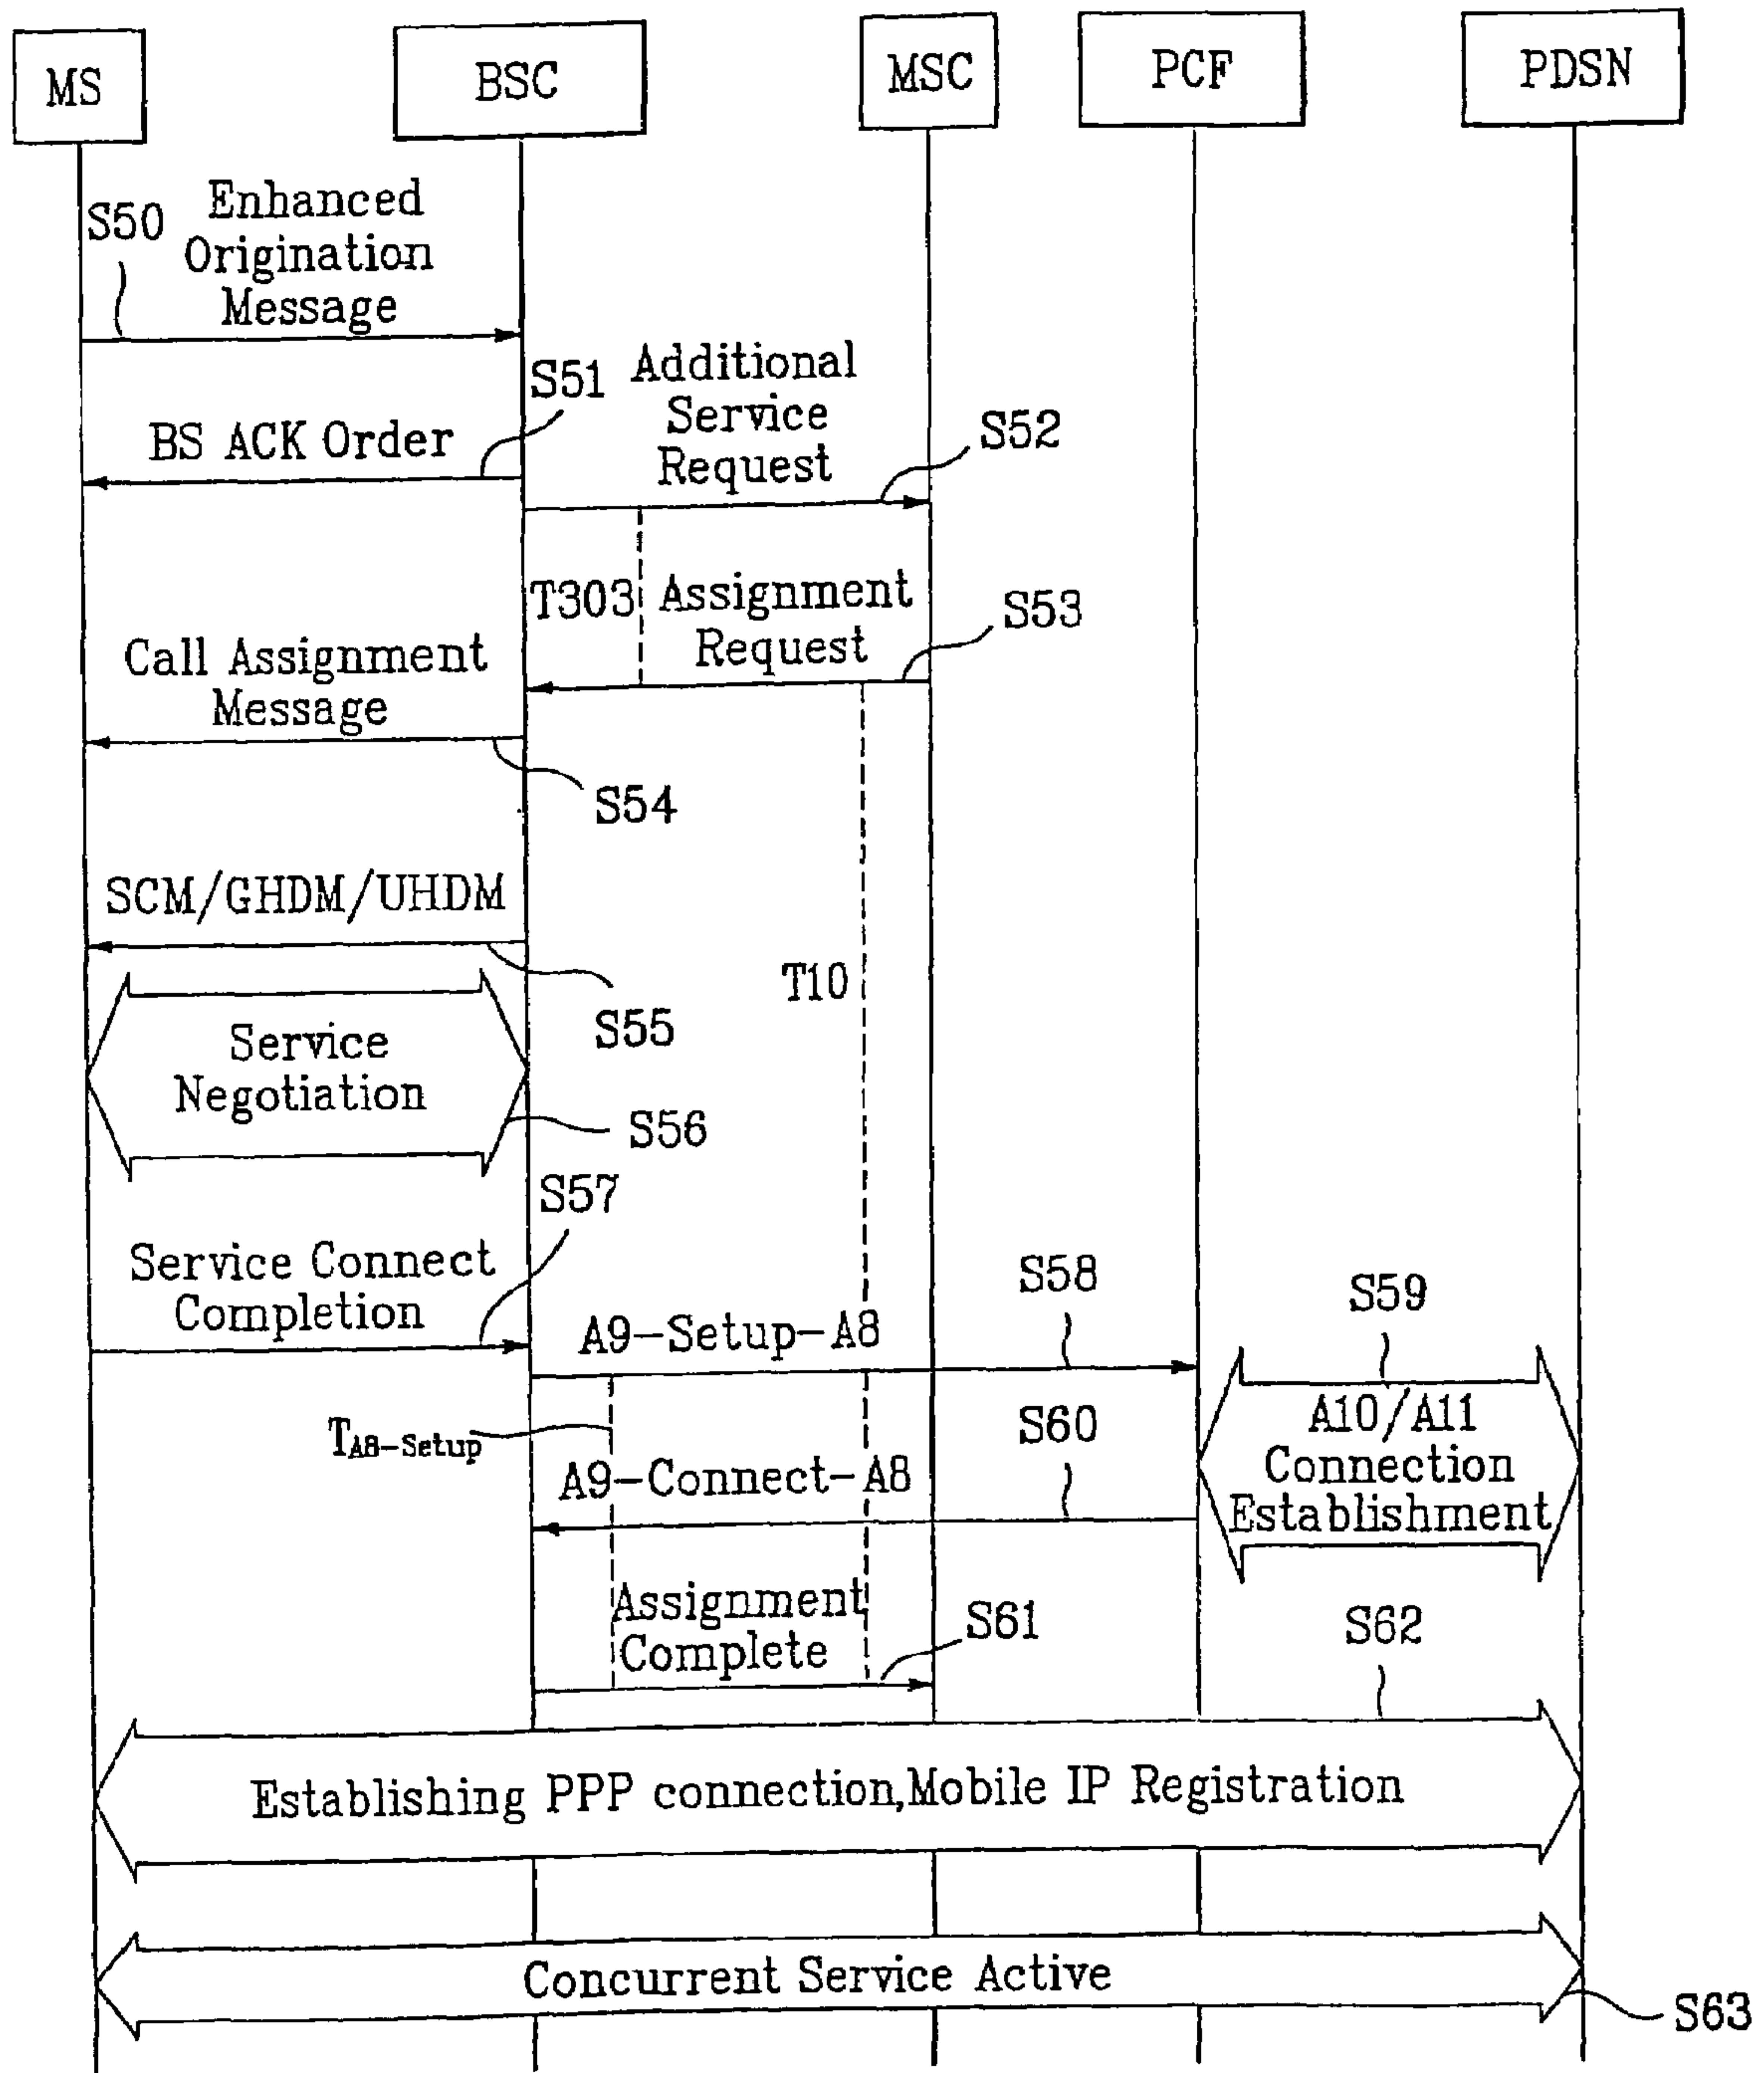 MS
BSC
MSC
PCF
PDSN
S50
Enhanced
Origination
Message
S51
Additional
Service
Request
BS ACK Order
S52
T303
Assignment
Request
S53
Call Assignment
Message
S54
SCM/GHDM/UHDM
S55
T10
Service
Negotiation
S56
S57
Service Connect
Completion
A9-Setup-A8
S58
S59
TA8-Setup
A9-Connect-A8
S60
A10/A11
Connection
Establishment
Assignment
Complete
S61
S62
Establishing PPP connection,Mobile IP Registration
Concurrent Service Active
S63